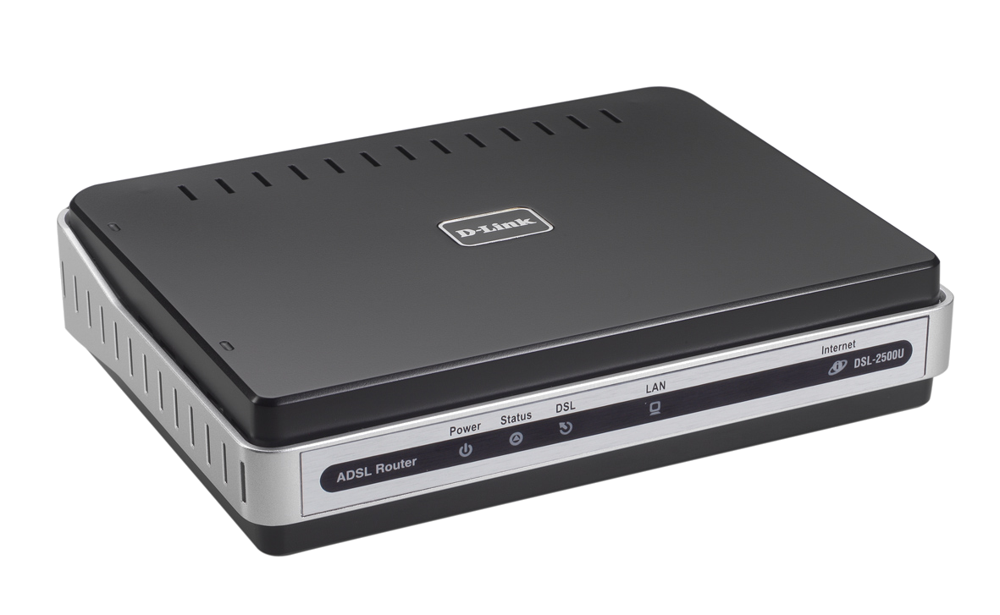 D-Link
Internet
DSL-2500U
LAN
DSL
Status
Power
ADSL Router